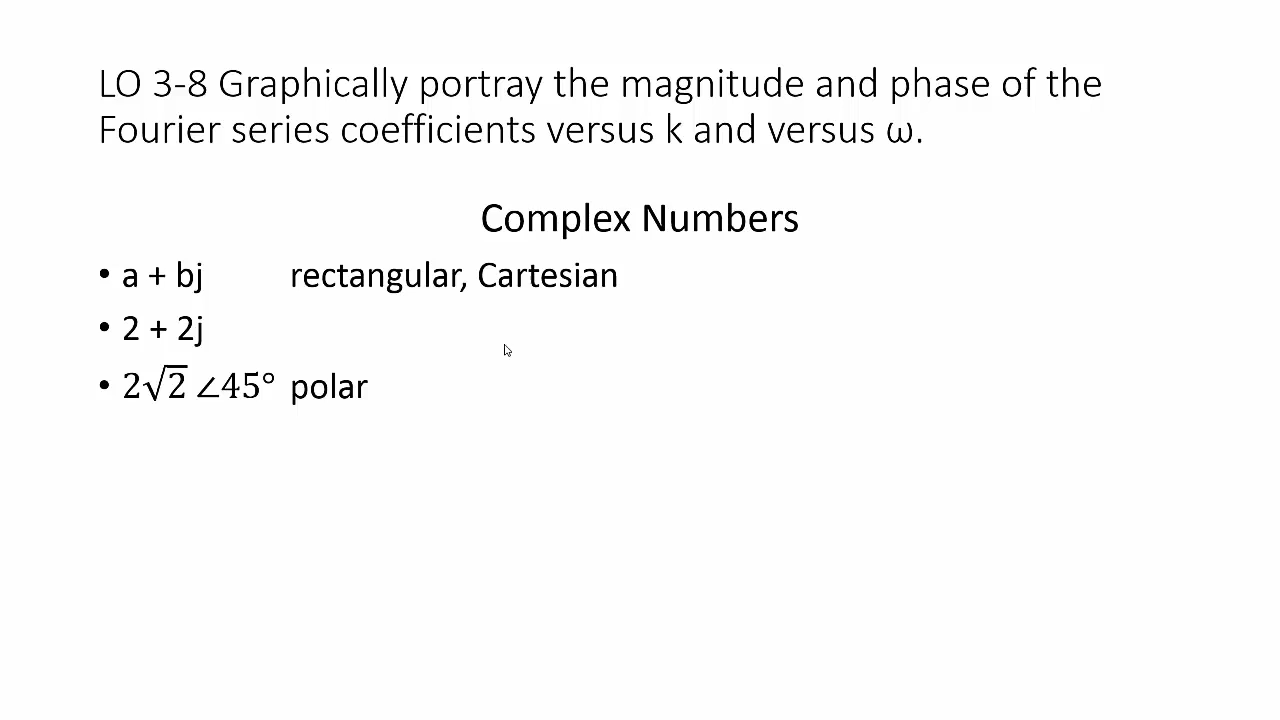 LO 3-8 Graphically portray the magnitude and phase of the
Fourier series coefficients versus k and versus ω.
Complex Numbers
• a + bj rectangular, Cartesian
• 2 + 2j
• 2√2 ∠45° polar